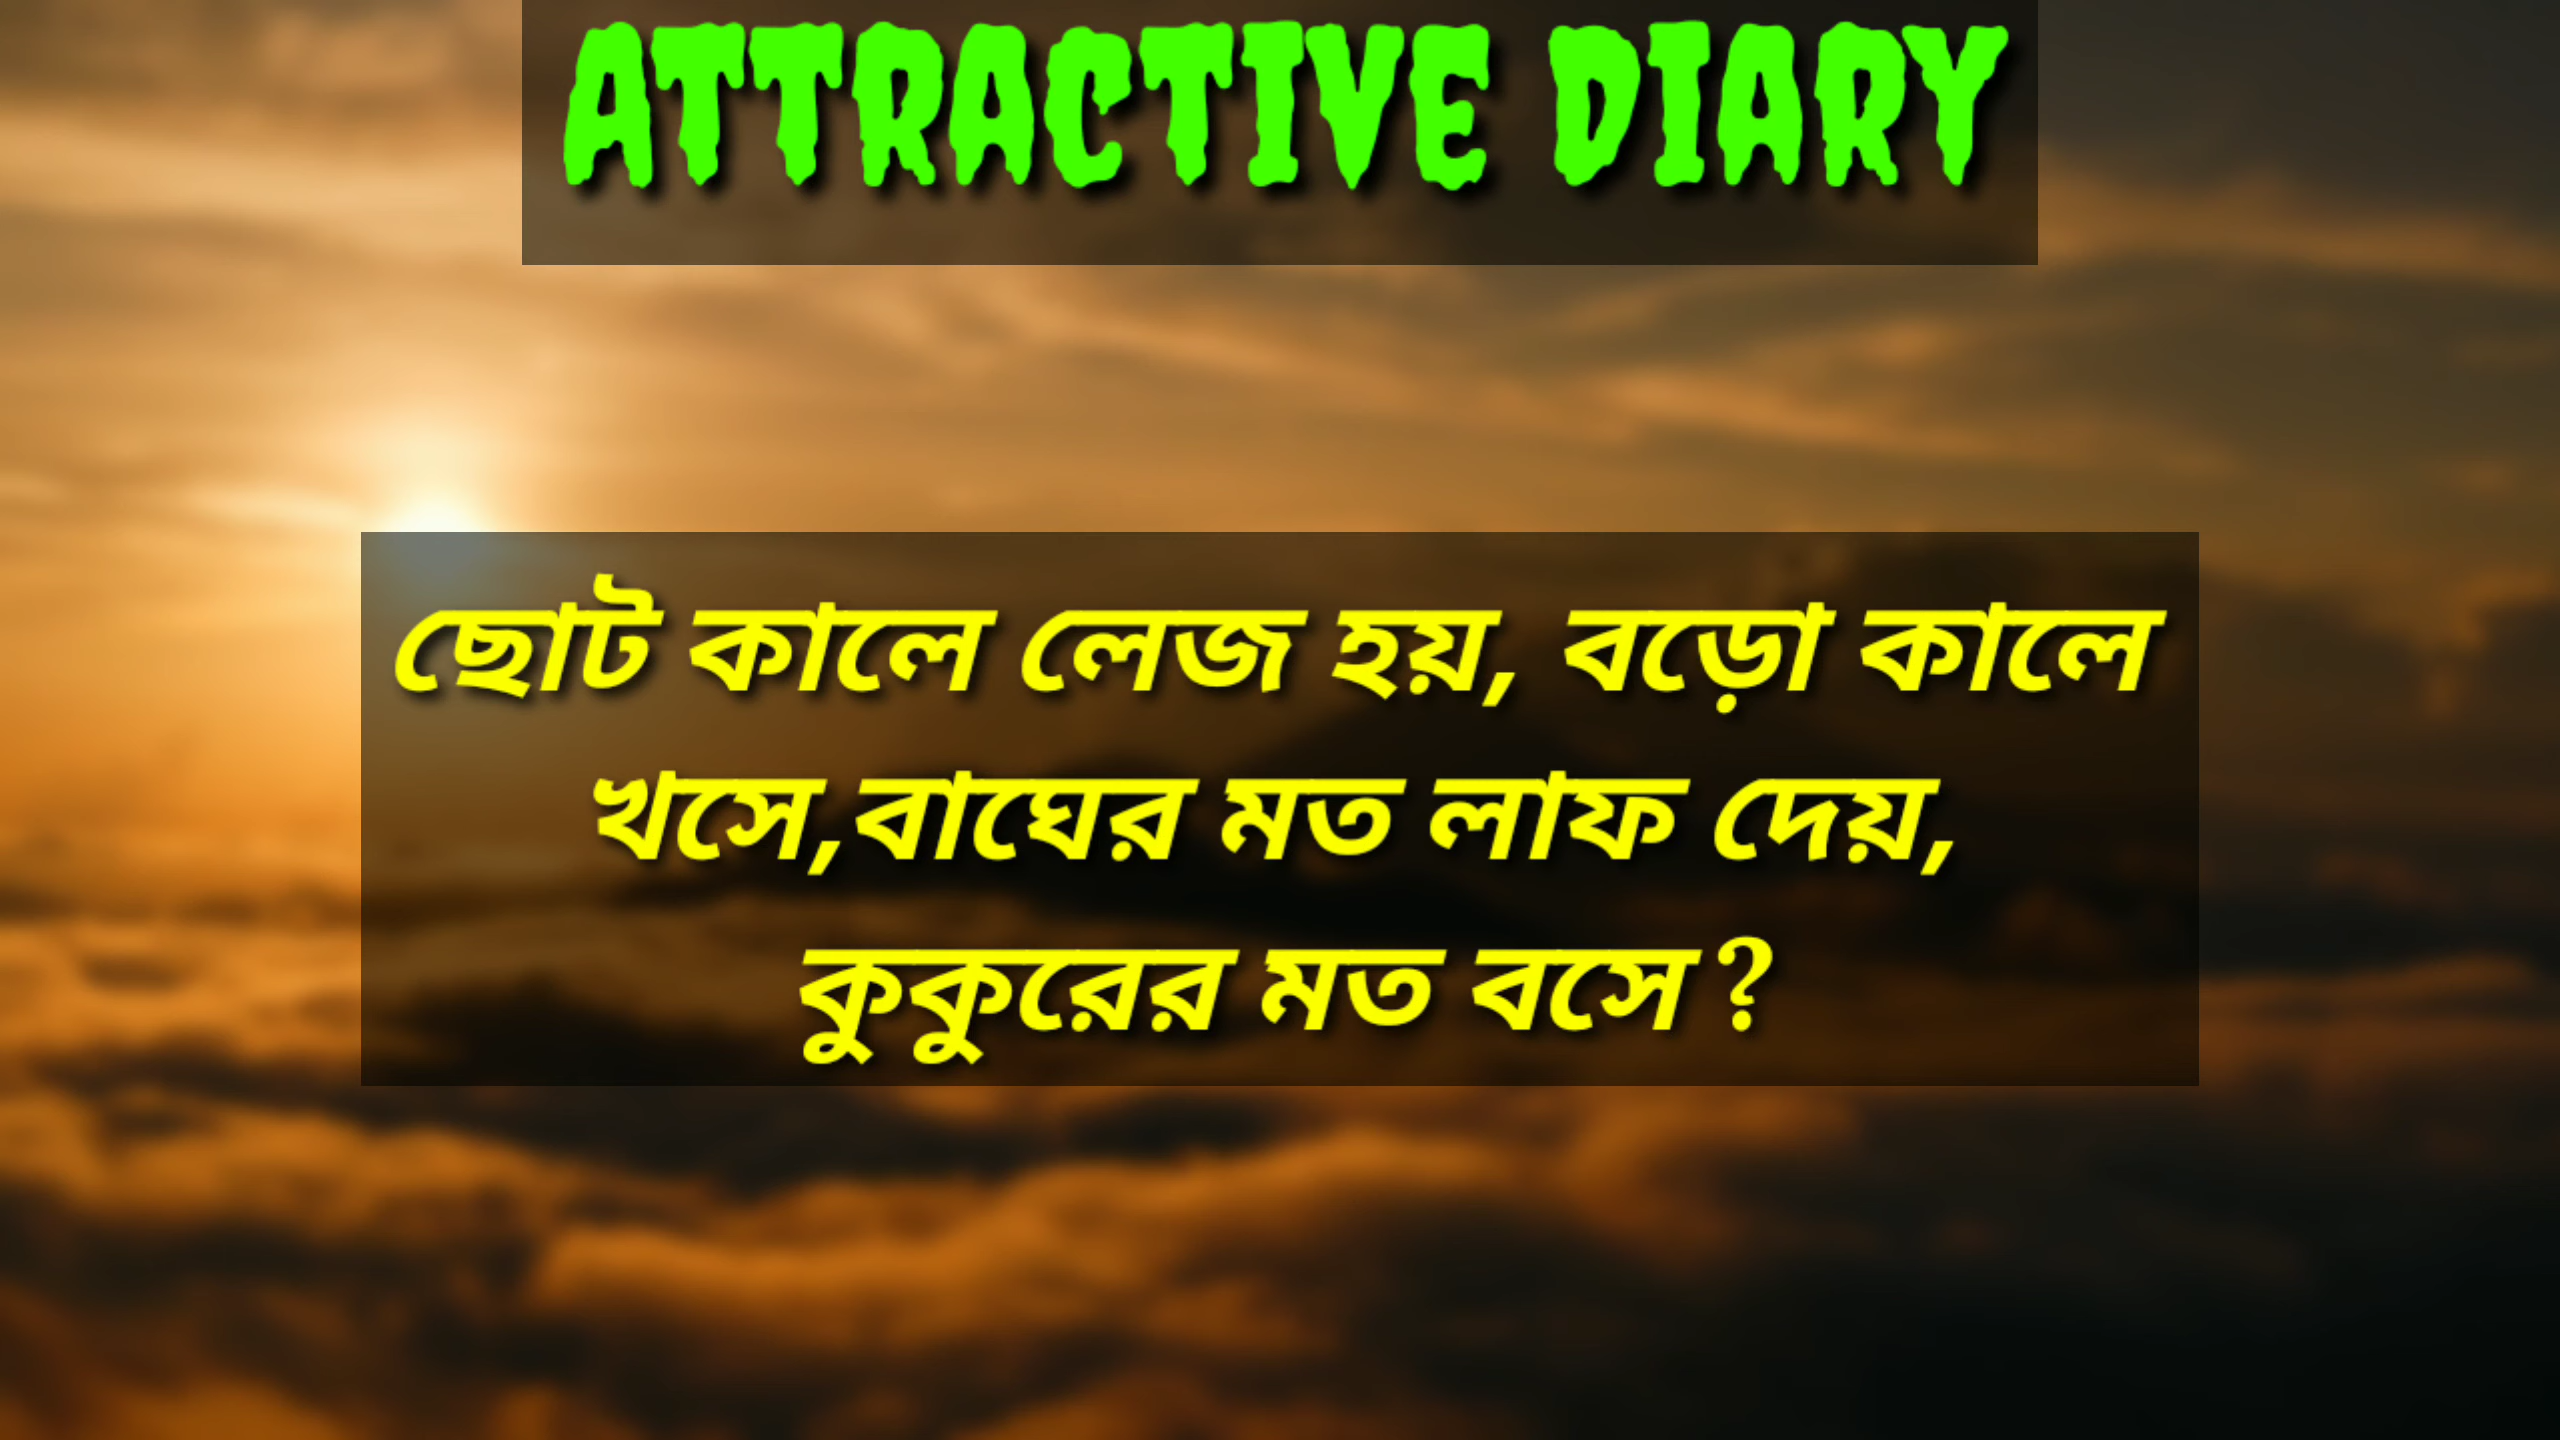 ATTRACTIVE DIARY
ছোট কালে লেজ হয়, বড়ো কালে
খসে,বাঘের মত লাফ দেয়,
কুকুরের মত বসে ?